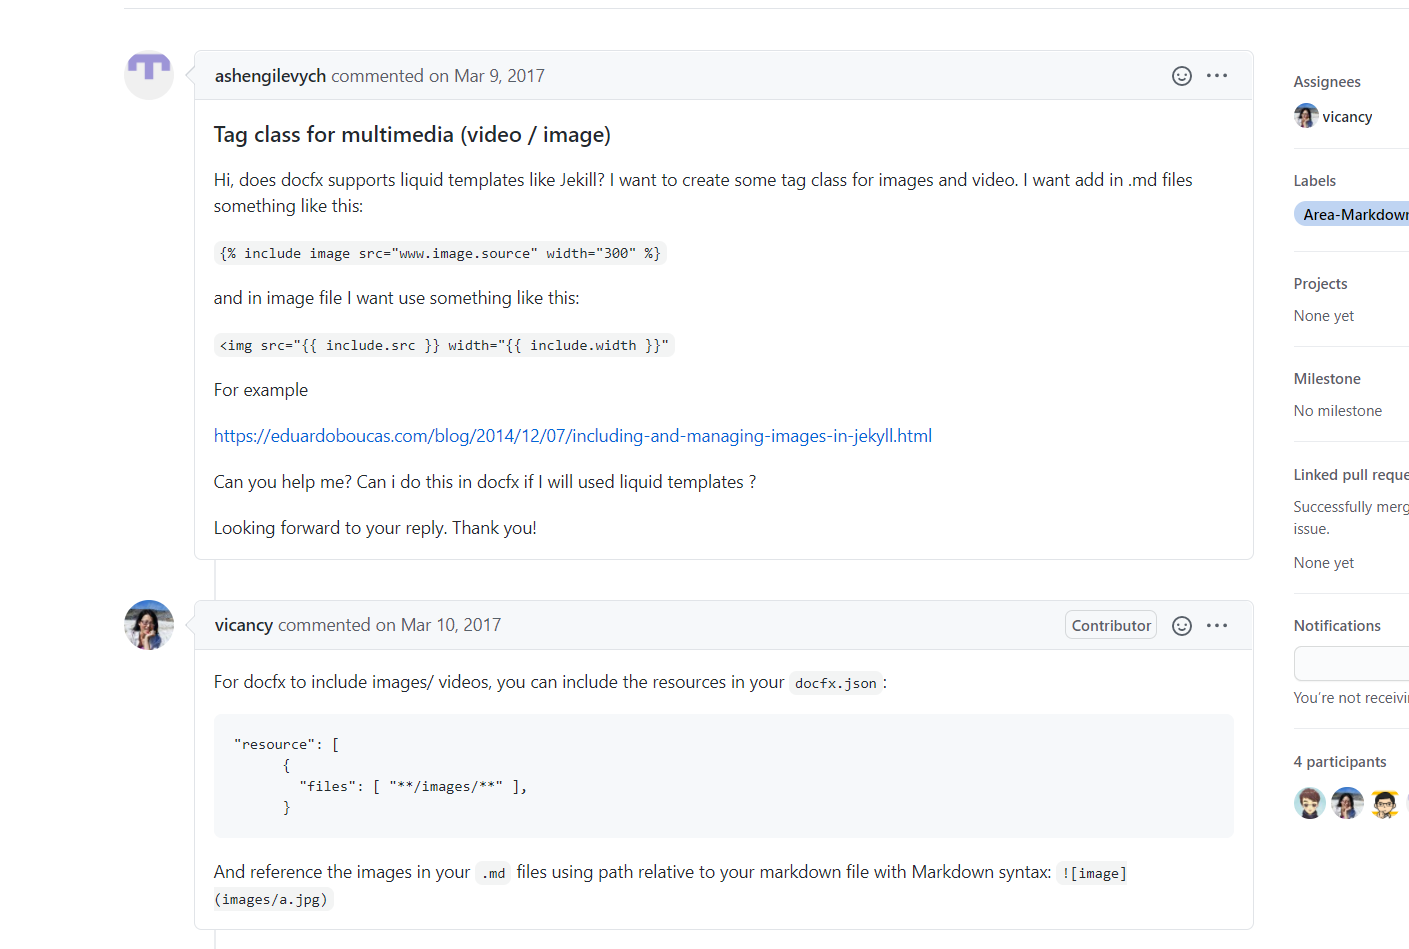 ashengilevych commented on Mar 9, 2017
Tag class for multimedia (video / image)
Hi, does docfx supports liquid templates like Jekill? I want to create some tag class for images and video. I want add in .md files
something like this:
{% include image src="www.image.source" width="300" %}
and in image file I want use something like this:
<img src="{{ include.src }} width="{{ include.width }}"
For example
https://eduardoboucas.com/blog/2014/12/07/including-and-managing-images-in-jekyll.html
Can you help me? Can i do this in docfx if I will used liquid templates ?
Looking forward to your reply. Thank you!
vicancy commented on Mar 10, 2017
Contributor
For docfx to include images/ videos, you can include the resources in your docfx.json :
"resource": [
{
"files": [ "**/images/**" ],
}
And reference the images in your .md files using path relative to your markdown file with Markdown syntax: ![image]
(images/a.jpg)
Assignees
vicancy
Labels
Area-Markdown
Projects
None yet
Milestone
No milestone
Linked pull reque
Successfully merg
issue.
None yet
Notifications
You're not receivi
4 participants